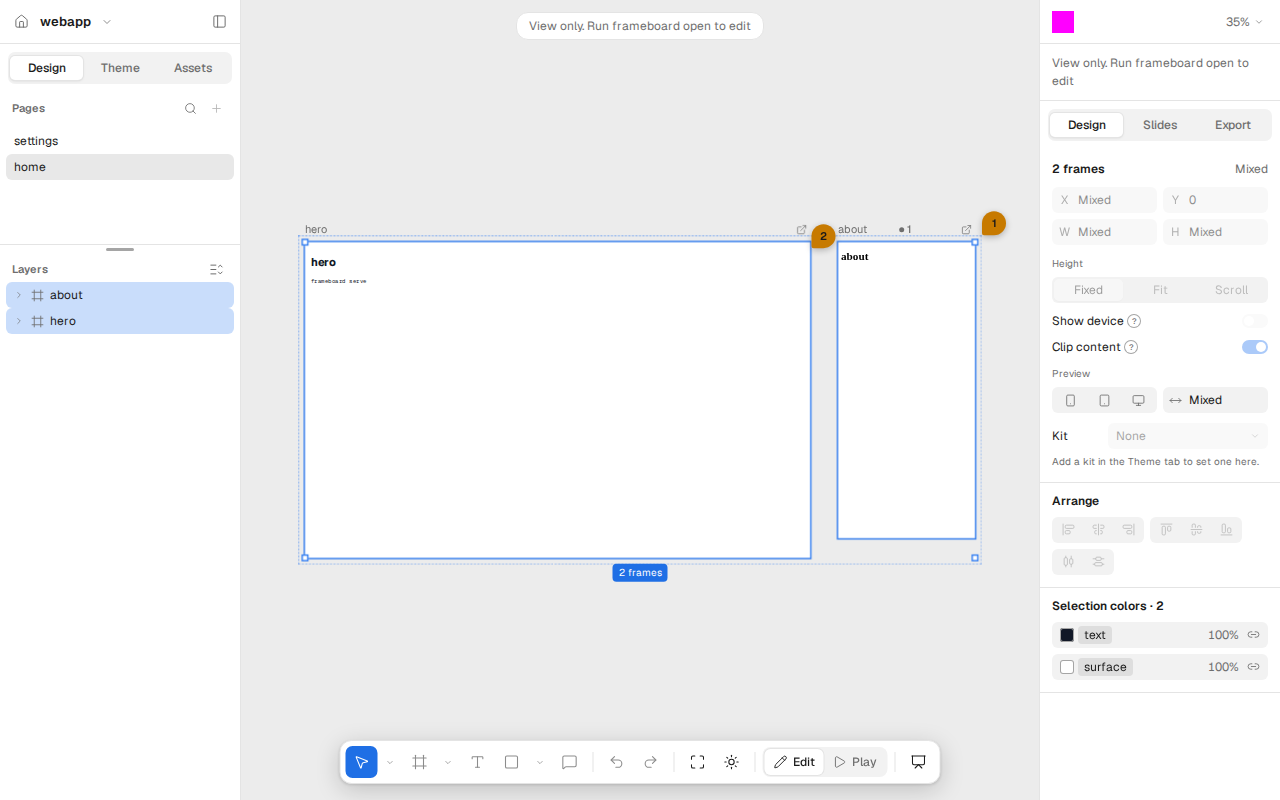 webapp
Design
Theme
Assets
Pages
settings
home
Layers
about
hero
View only. Run frameboard open to edit
hero
2
about
1
1
hero
frameboard serve
about
2 frames
Edit
Play
35%
View only. Run frameboard open to
edit
Design
Slides
Export
2 frames
Mixed
X Mixed
Y 0
W Mixed
H Mixed
Height
Fixed
Fit
Scroll
Show device ?
Clip content ?
Preview
Mixed
Kit
None
Add a kit in the Theme tab to set one here.
Arrange
Selection colors · 2
text 100%
surface 100%